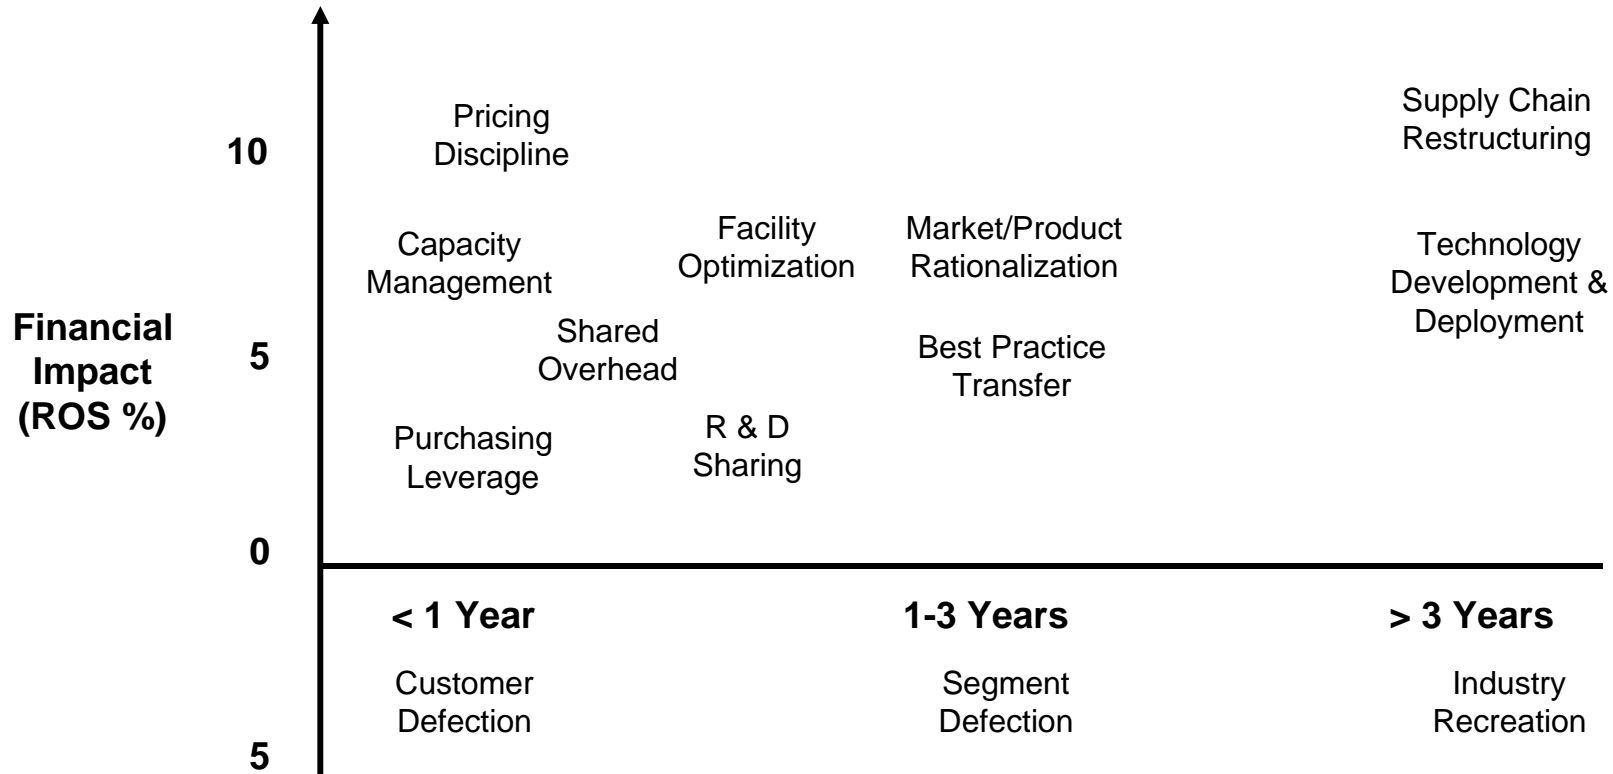 Pricing
Discipline
Supply Chain
Restructuring
10
Capacity
Management
Facility
Optimization
Market/Product
Rationalization
Technology
Development &
Deployment
Financial
Impact
(ROS %)
5
Shared
Overhead
Best Practice
Transfer
Purchasing
Leverage
R & D
Sharing
0
< 1 Year
1-3 Years
> 3 Years
Customer
Defection
Segment
Defection
Industry
Recreation
5